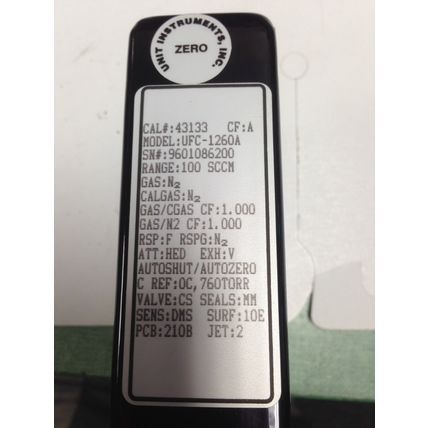 UNIT INSTRUMENTS, INC.
ZERO
CAL#:43133 CF:A
MODEL:UFC-1260A
SN#:9601086200
RANGE:100 SCCM
GAS:N₂
CALGAS:N₂
GAS/CGAS CF:1.000
GAS/N2 CF:1.000
RSP:F RSPG:N₂
ATT:HED EXH:V
AUTOSHUT/AUTOZERO
C REF:0C,760TORR
VALVE:CS SEALS:MM
SENS:DMS SURF:10E
PCB:210B JET:2